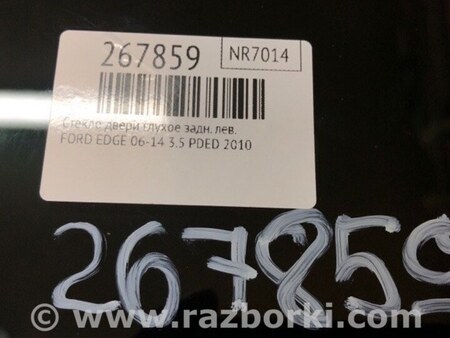 267859 NR7014
Стекло двери глухое задн. лев.
FORD EDGE 06-14 3.5 PDED 2010
267859
© www.razborki.com